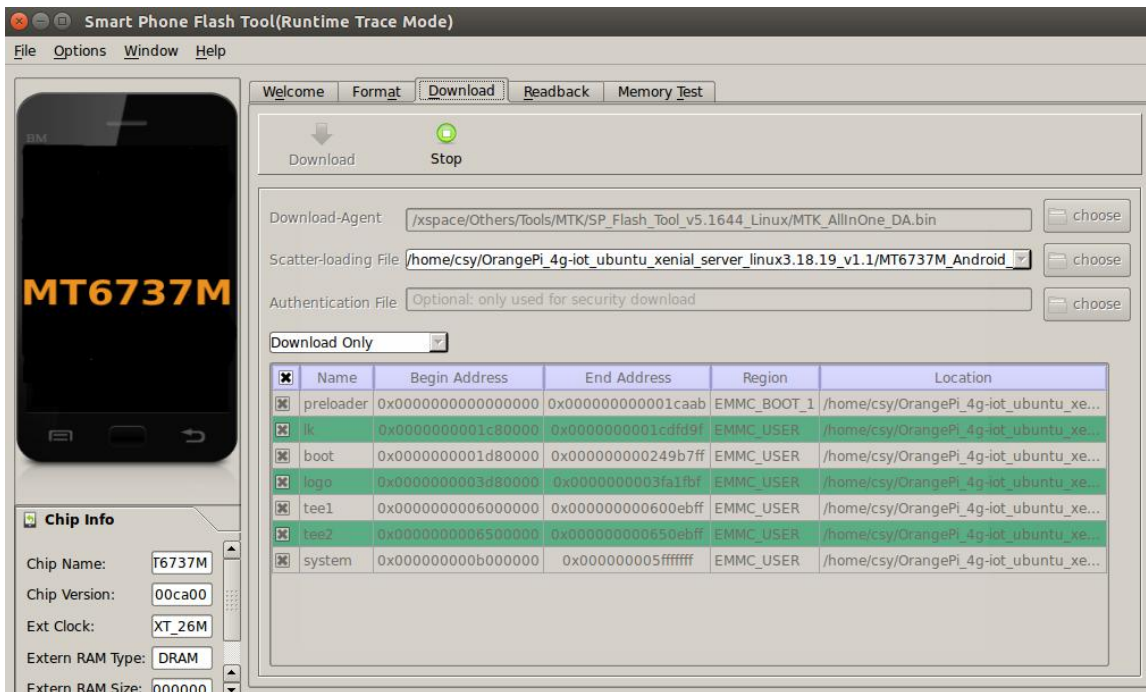 Smart Phone Flash Tool(Runtime Trace Mode)
File Options Window Help
Welcome Format Download Readback Memory Test
BM
Download Stop
Download-Agent /xspace/Others/Tools/MTK/SP_Flash_Tool_v5.1644_Linux/MTK_AllInOne_DA.bin choose
Scatter-loading File /home/csy/OrangePi_4g-iot_ubuntu_xenial_server_linux3.18.19_v1.1/MT6737M_Android_ choose
MT6737M
Authentication File Optional: only used for security download choose
Download Only
Name Begin Address End Address Region Location
preloader 0x0000000000000000 0x000000000001caab EMMC_BOOT_1 /home/csy/OrangePi_4g-iot_ubuntu_xe...
lk 0x0000000001c80000 0x0000000001cdfd9f EMMC_USER /home/csy/OrangePi_4g-iot_ubuntu_xe...
boot 0x0000000001d80000 0x000000000249b7ff EMMC_USER /home/csy/OrangePi_4g-iot_ubuntu_xe...
logo 0x0000000003d80000 0x0000000003fa1fbf EMMC_USER /home/csy/OrangePi_4g-iot_ubuntu_xe...
tee1 0x0000000006000000 0x000000000600ebff EMMC_USER /home/csy/OrangePi_4g-iot_ubuntu_xe...
tee2 0x0000000006500000 0x000000000650ebff EMMC_USER /home/csy/OrangePi_4g-iot_ubuntu_xe...
system 0x000000000b000000 0x000000005fffffff EMMC_USER /home/csy/OrangePi_4g-iot_ubuntu_xe...
Chip Info
Chip Name: T6737M
Chip Version: 00ca00
Ext Clock: XT_26M
Extern RAM Type: DRAM
Extern RAM Size: 000000